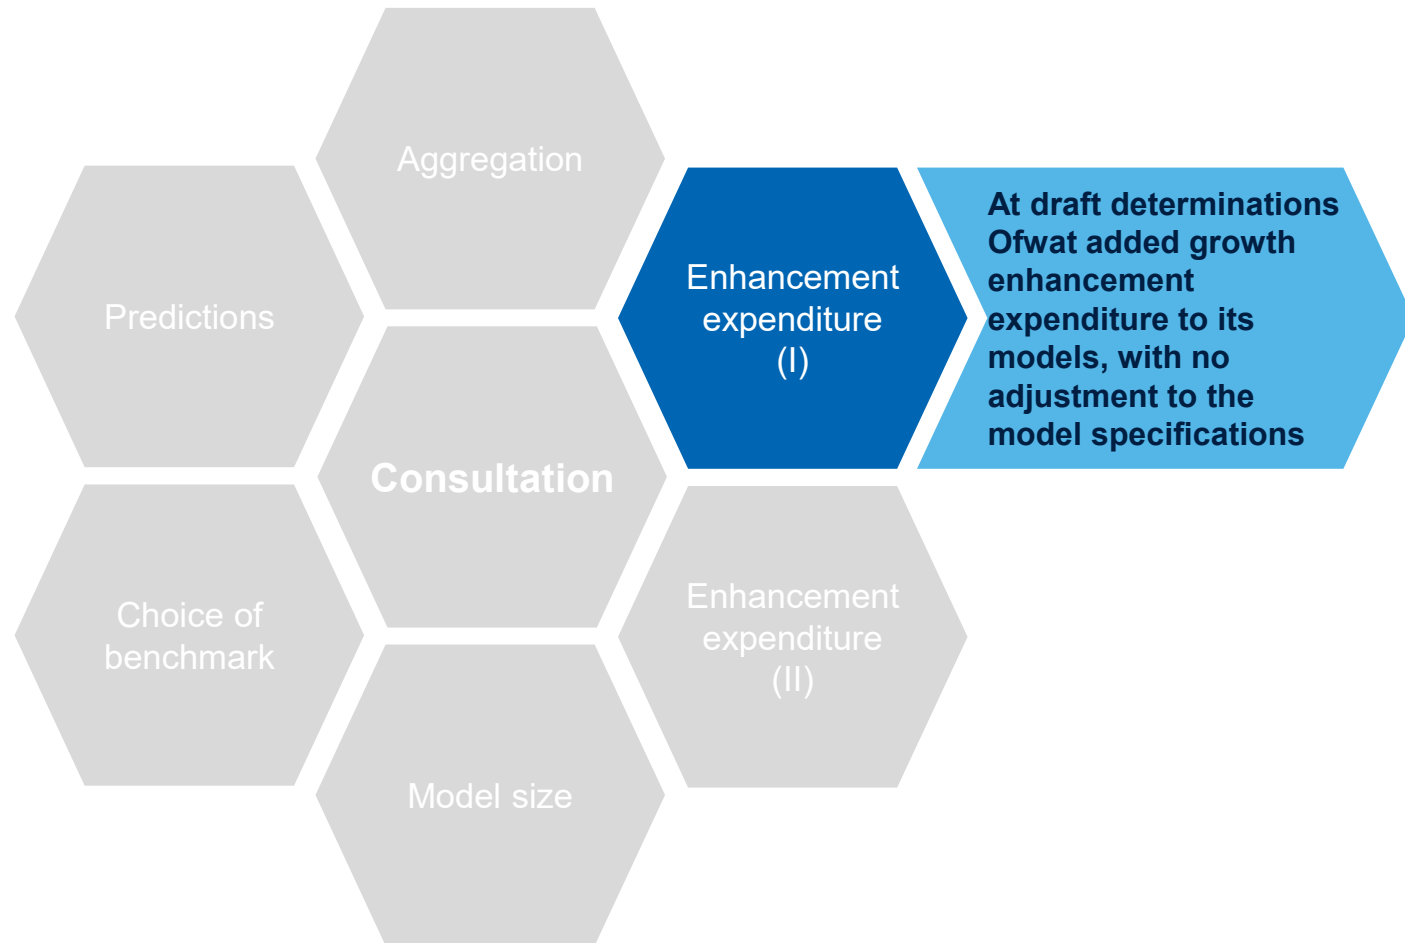 Aggregation
Predictions
Enhancement
expenditure
(I)
At draft determinations
Ofwat added growth
enhancement
expenditure to its
models, with no
adjustment to the
model specifications
Consultation
Choice of
benchmark
Enhancement
expenditure
(II)
Model size